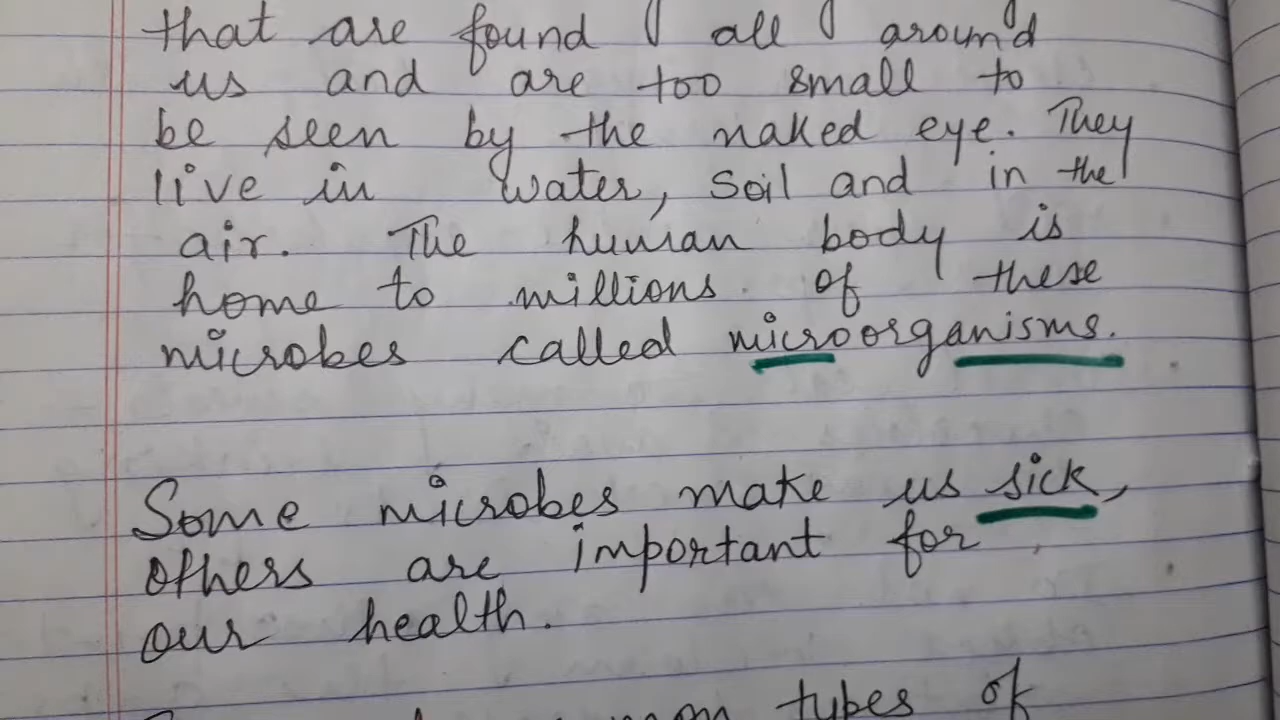 that are found all around
us and are too small to
be seen by the naked eye. They
live in water, soil and in the
air. The human body is
home to millions of these
microbes called microorganisms.
Some microbes make us sick,
others are important for
our health.
types of